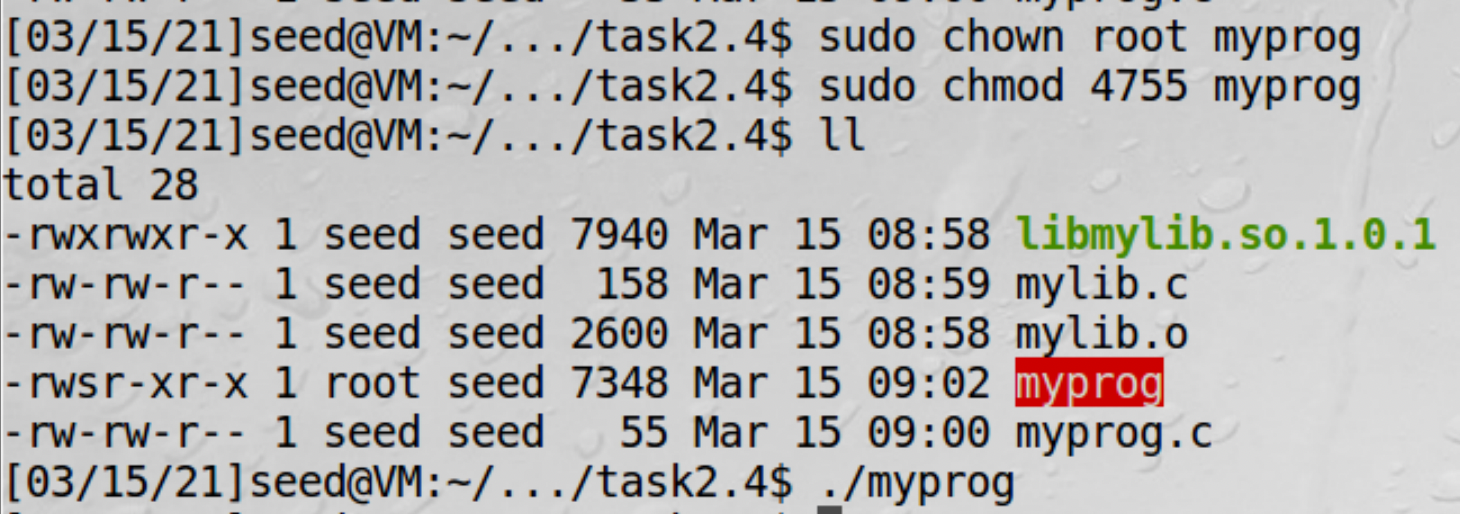 [03/15/21]seed@VM:~/.../task2.4$ sudo chown root myprog
[03/15/21]seed@VM:~/.../task2.4$ sudo chmod 4755 myprog
[03/15/21]seed@VM:~/.../task2.4$ ll
total 28
-rwxrwxr-x 1 seed seed 7940 Mar 15 08:58 libmylib.so.1.0.1
-rw-rw-r-- 1 seed seed  158 Mar 15 08:59 mylib.c
-rw-rw-r-- 1 seed seed 2600 Mar 15 08:58 mylib.o
-rwsr-xr-x 1 root seed 7348 Mar 15 09:02 myprog
-rw-rw-r-- 1 seed seed   55 Mar 15 09:00 myprog.c
[03/15/21]seed@VM:~/.../task2.4$ ./myprog